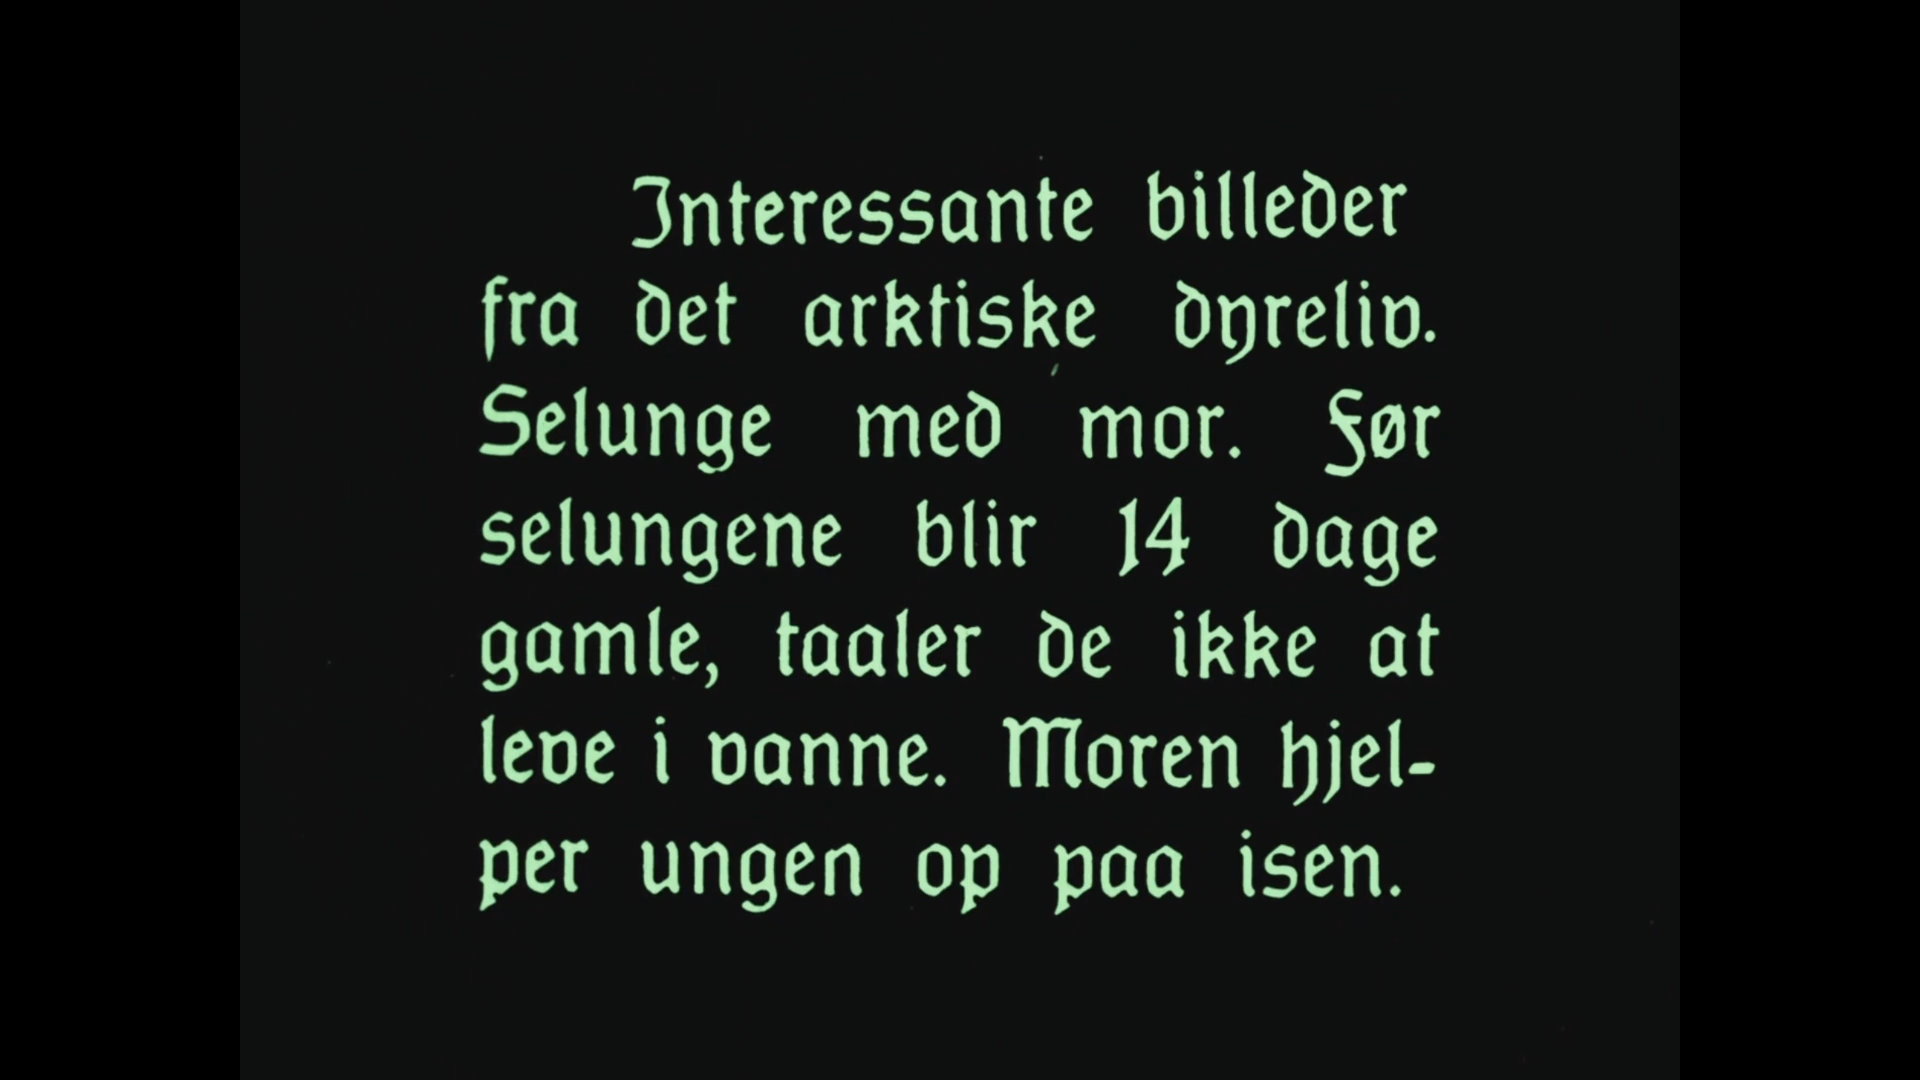 Interessante billeder
fra det arktiske dyreliv.
Selunge med mor. Før
selungene blir 14 dage
gamle, taaler de ikke at
leve i vanne. Moren hjel-
per ungen op paa isen.